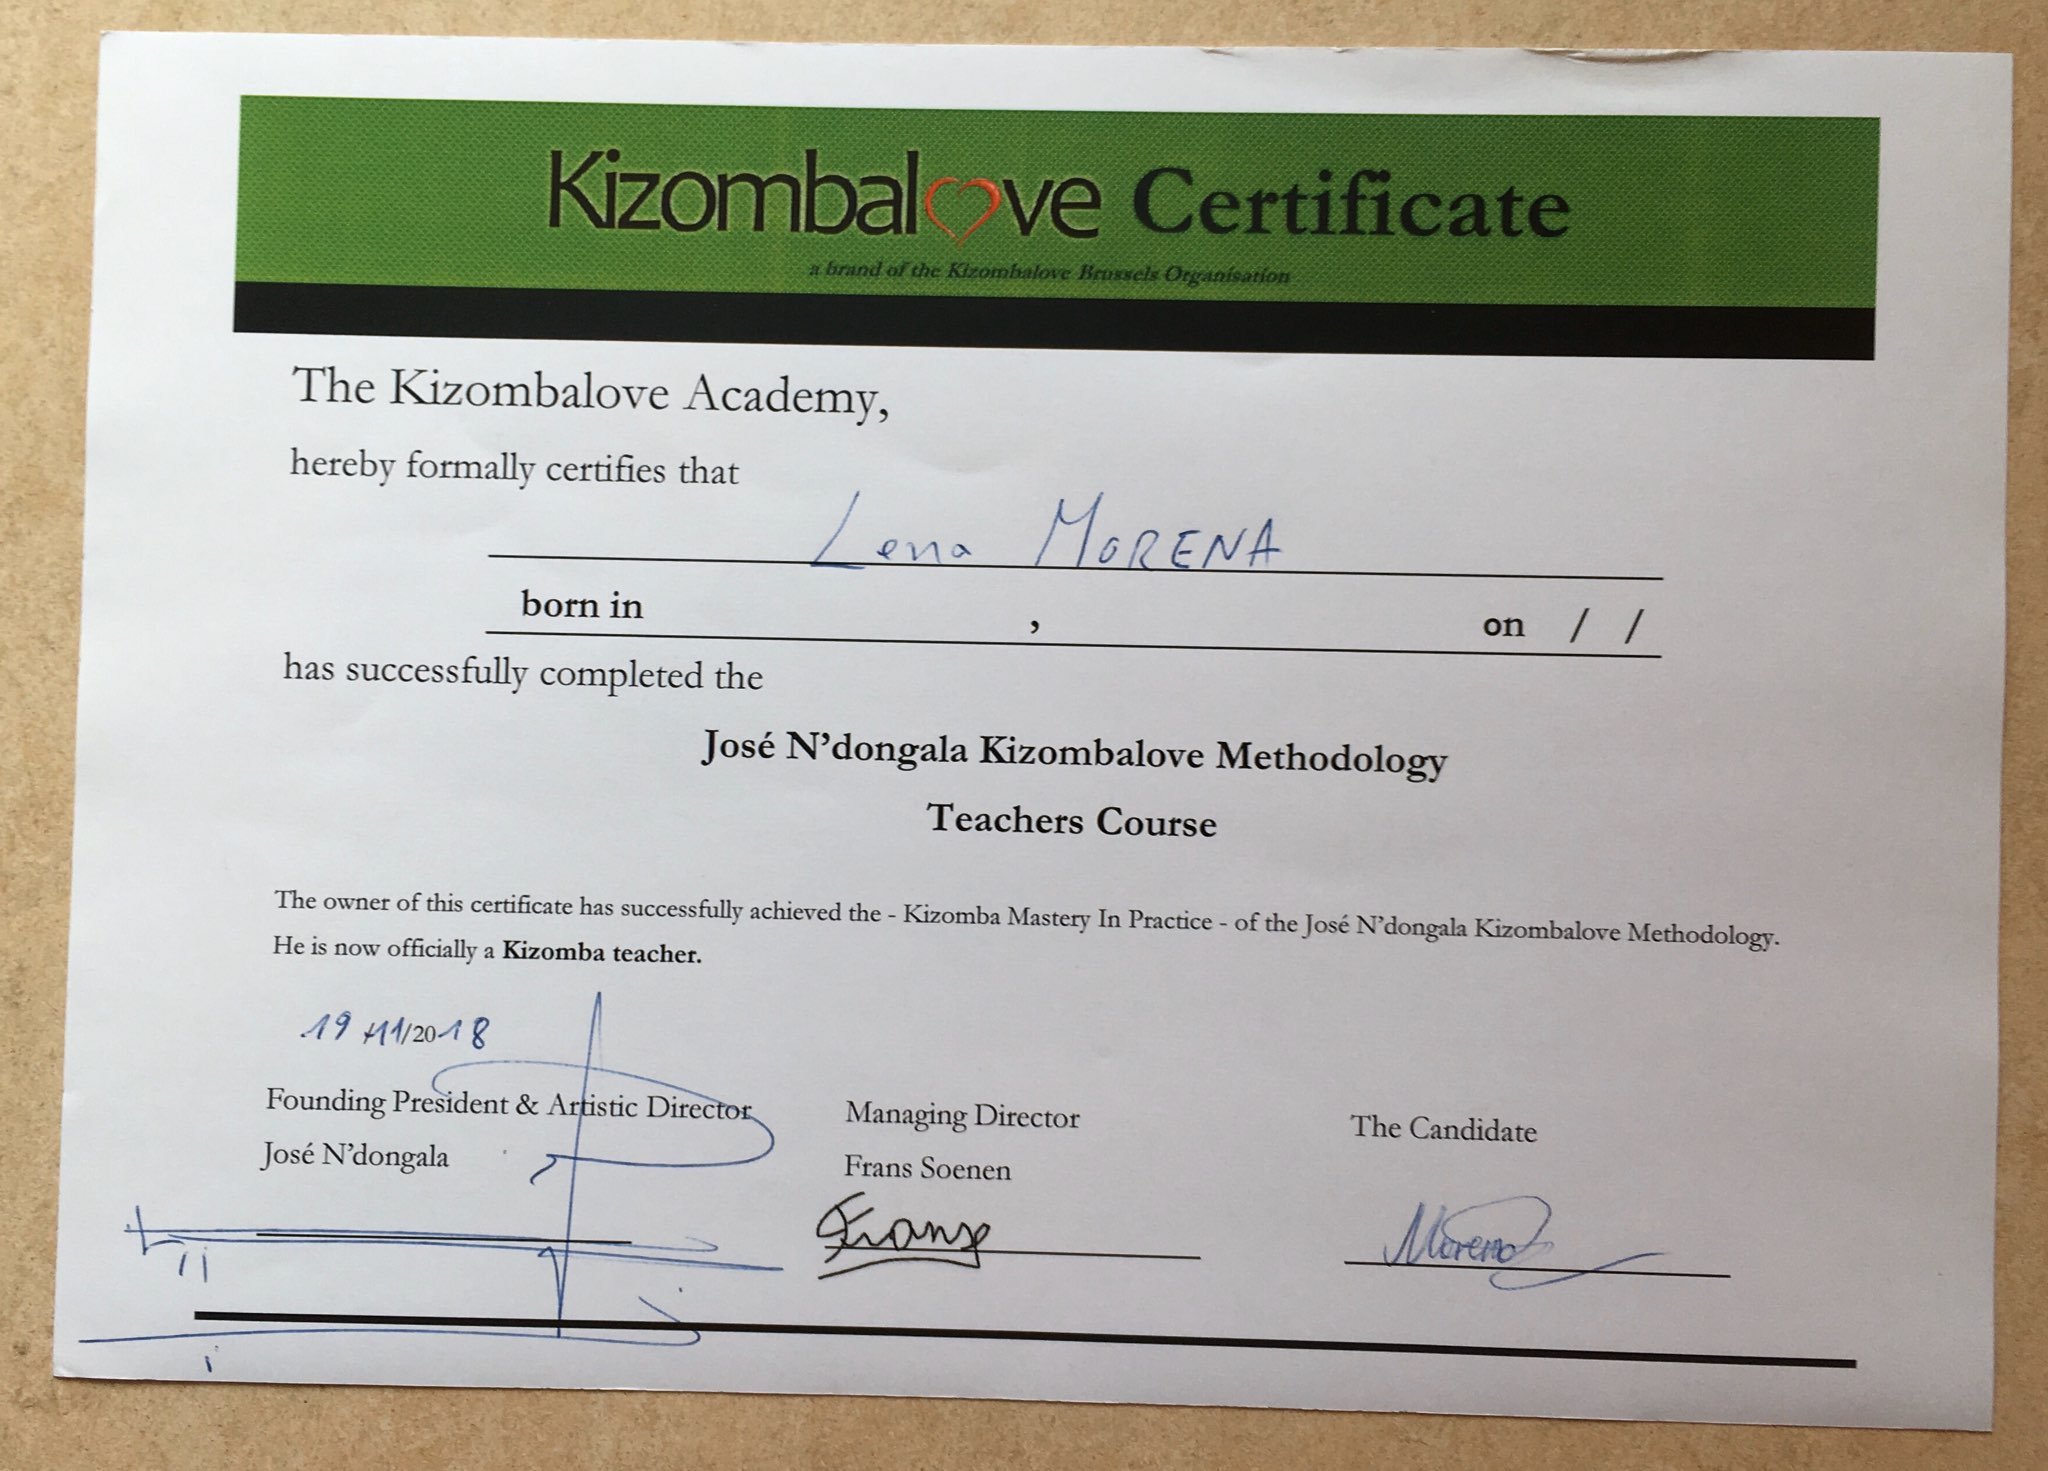 Kizombalove Certificate
a brand of the Kizombalove Brussels Organisation
The Kizombalove Academy,
hereby formally certifies that
Lena MORENA
born in , on / /
has successfully completed the
José N'dongala Kizombalove Methodology
Teachers Course
The owner of this certificate has successfully achieved the - Kizomba Mastery In Practice - of the José N'dongala Kizombalove Methodology.
He is now officially a Kizomba teacher.
19/11/2018
Founding President & Artistic Director Managing Director The Candidate
José N'dongala Frans Soenen
Frans Morena